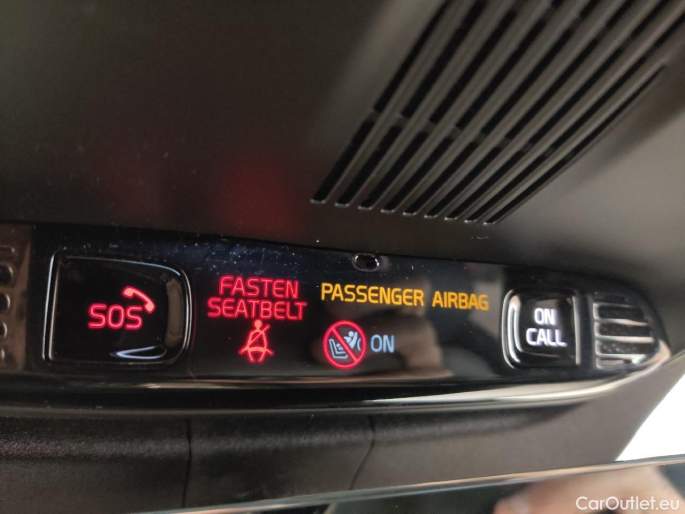 SOS
FASTEN
SEATBELT
PASSENGER AIRBAG
ON
ON
CALL
CarOutlet.eu